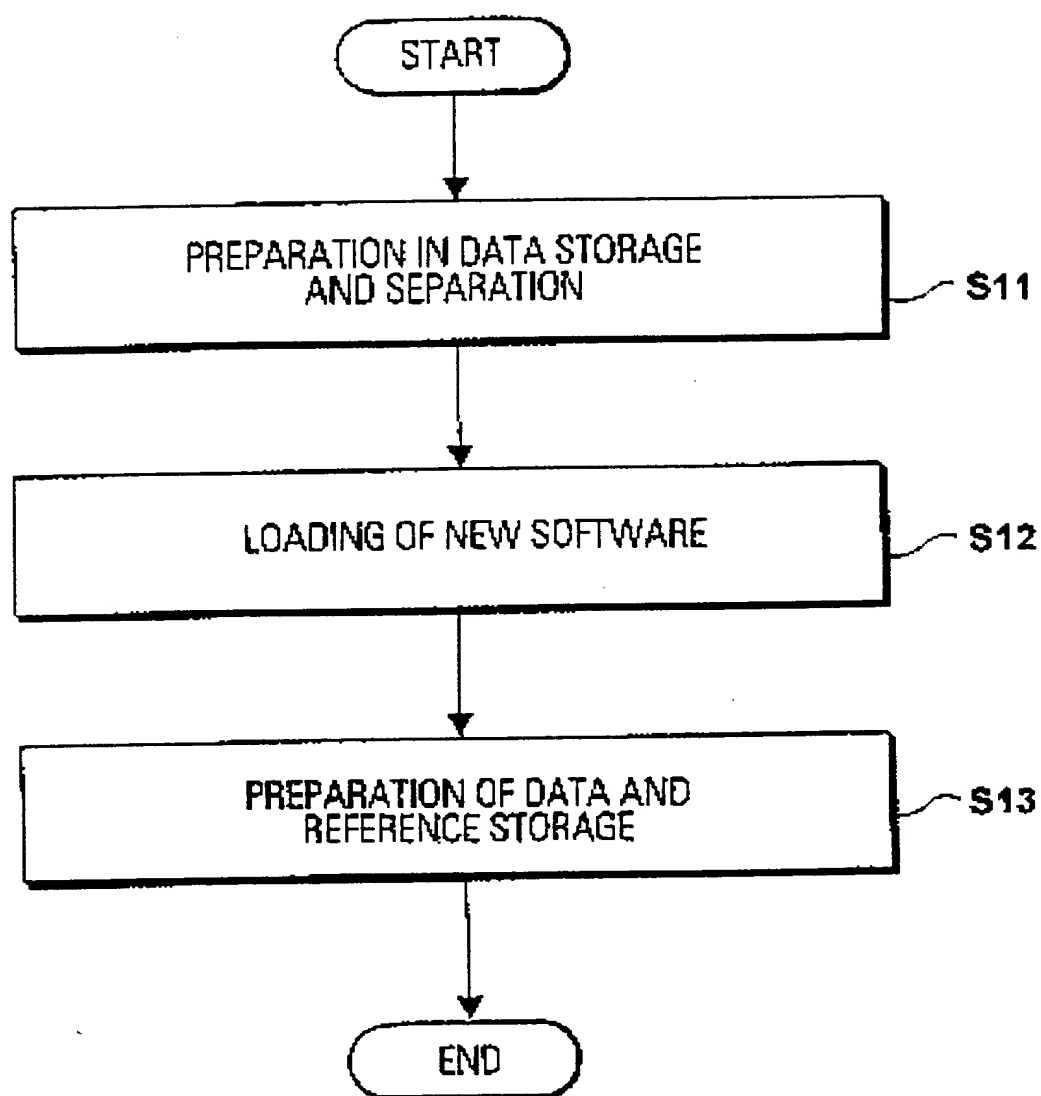 START
PREPARATION IN DATA STORAGE
AND SEPARATION
S11
LOADING OF NEW SOFTWARE
S12
PREPARATION OF DATA AND
REFERENCE STORAGE
S13
END